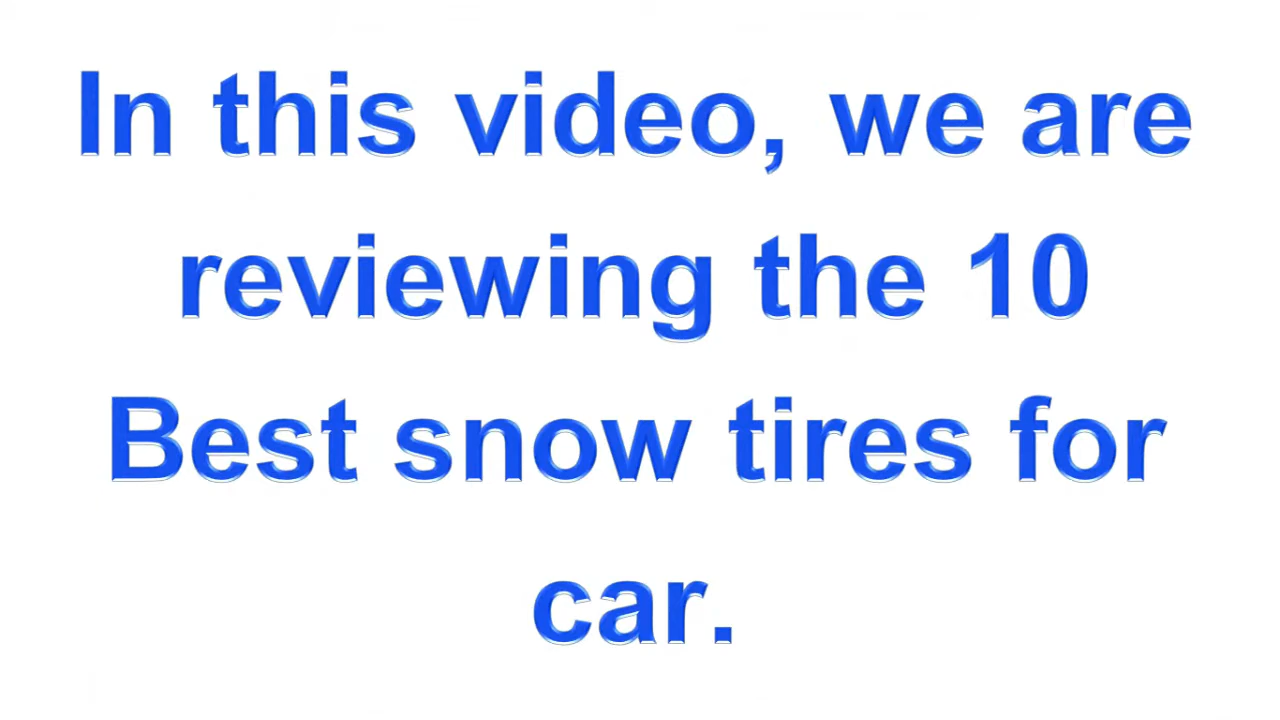 In this video, we are
reviewing the 10
Best snow tires for
car.